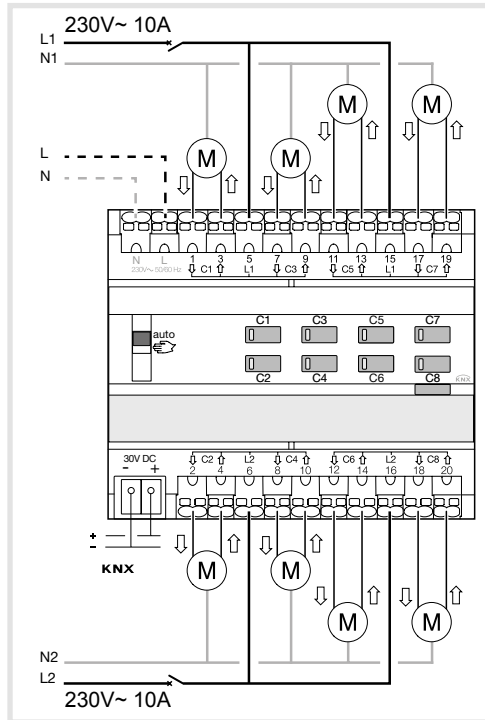 230V~ 10A
L1
N1
M M
M M
L
N
N L 1 3 5 7 9 11 13 15 17 19
230V~ 50/60 Hz C1 L1 C3 C5 L1 C7
C1 C3 C5 C7
auto
C2 C4 C6 C8
KNX
30V DC
- +
C2 L2 C4 C6 L2 C8
2 4 6 8 10 12 14 16 18 20
+
-
KNX
M M
M M
N2
L2
230V~ 10A